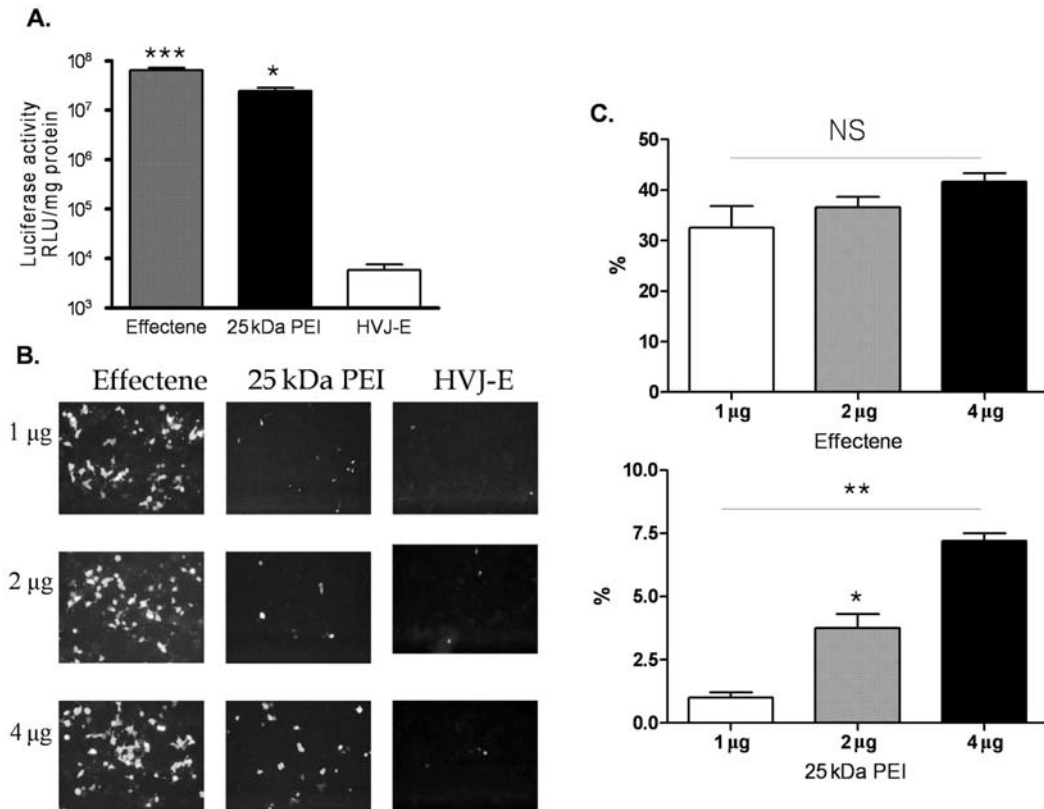 A.
***
*
10⁸
10⁷
10⁶
10⁵
10⁴
10³
Luciferase activity
RLU/mg protein
Effectene 25 kDa PEI HVJ-E
B.
Effectene 25 kDa PEI HVJ-E
1 µg
2 µg
4 µg
C.
NS
50
40
30
20
10
0
%
1 µg 2 µg 4 µg
Effectene
**
*
10.0
7.5
5.0
2.5
0.0
%
1 µg 2 µg 4 µg
25 kDa PEI